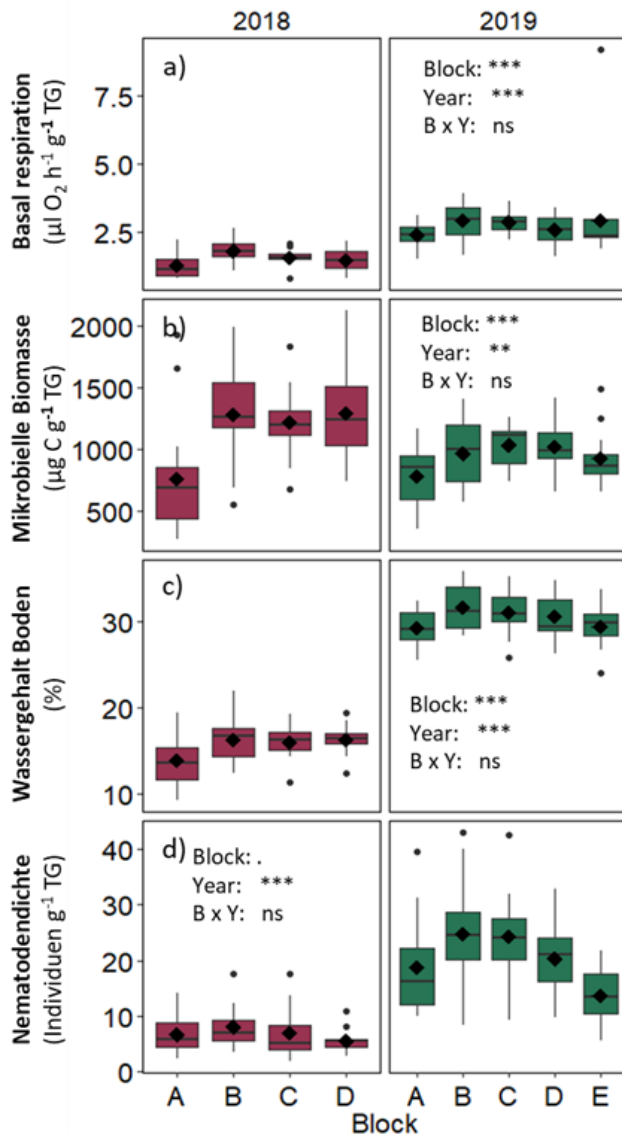 2018 2019
Basal respiration
(µl O₂ h⁻¹ g⁻¹ TG)
a)
7.5
5.0
2.5
Block: ***
Year: ***
B x Y: ns
Mikrobielle Biomasse
(µg C g⁻¹ TG)
b)
2000
1500
1000
500
Block: ***
Year: **
B x Y: ns
Wassergehalt Boden
(%)
c)
30
20
10
Block: ***
Year: ***
B x Y: ns
Nematodendichte
(Individuen g⁻¹ TG)
d)
40
30
20
10
0
Block: .
Year: ***
B x Y: ns
A B C D A B C D E
Block